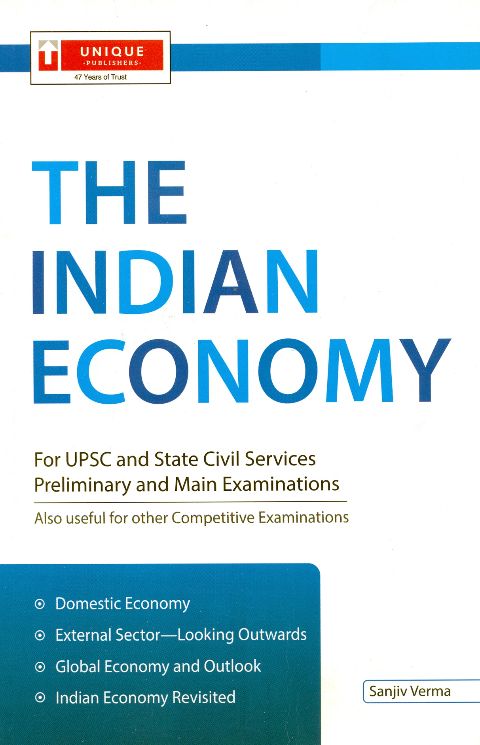 UNIQUE
-PUBLISHERS-
47 Years of Trust
THE
INDIAN
ECONOMY
For UPSC and State Civil Services
Preliminary and Main Examinations
Also useful for other Competitive Examinations
Domestic Economy
External Sector—Looking Outwards
Global Economy and Outlook
Indian Economy Revisited
Sanjiv Verma